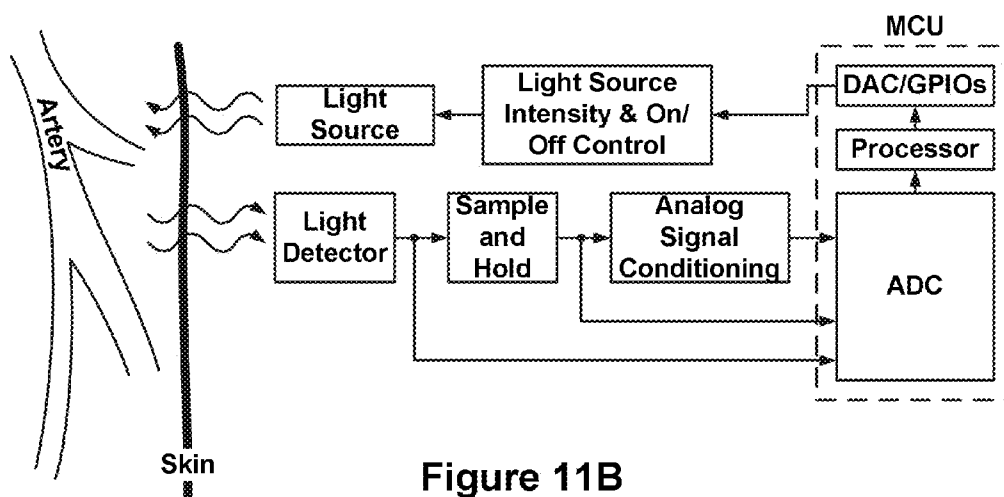 MCU
Artery
Light
Source
Light Source
Intensity & On/
Off Control
DAC/GPIOs
Processor
Light
Detector
Sample
and
Hold
Analog
Signal
Conditioning
ADC
Skin
Figure 11B